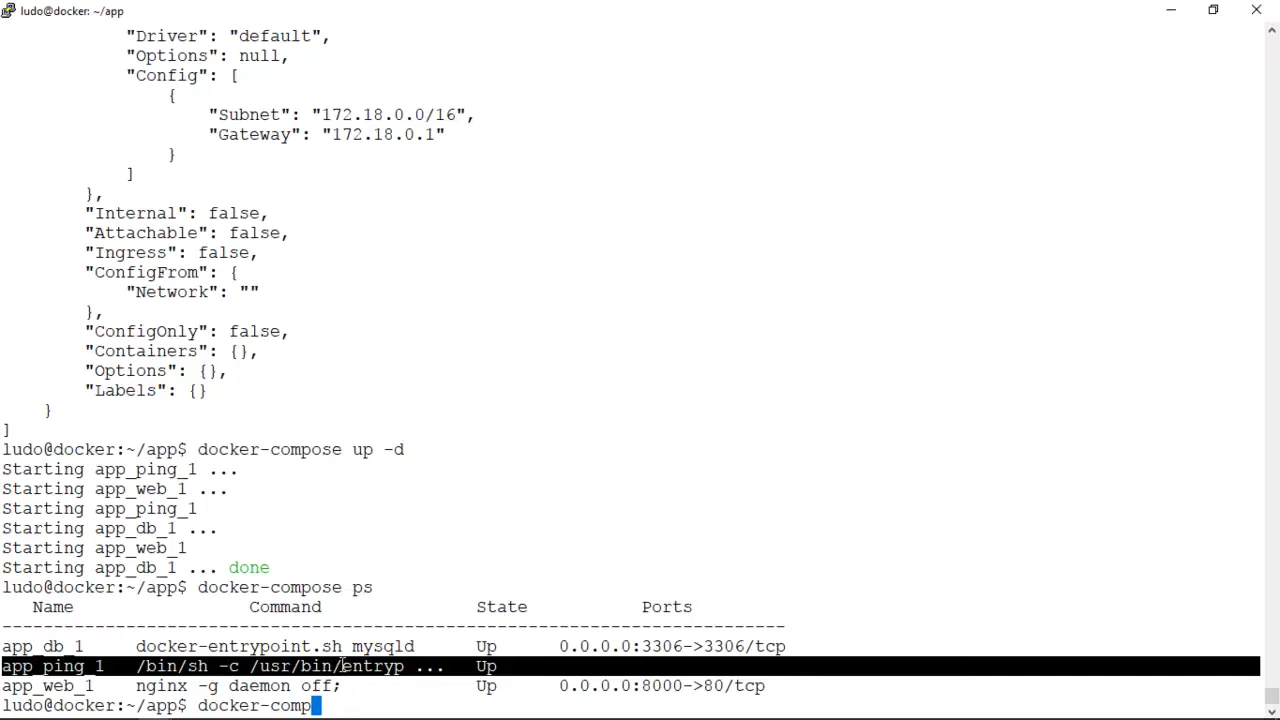 ludo@docker: ~/app
"Driver": "default",
"Options": null,
"Config": [
{
"Subnet": "172.18.0.0/16",
"Gateway": "172.18.0.1"
}
]
},
"Internal": false,
"Attachable": false,
"Ingress": false,
"ConfigFrom": {
"Network": ""
},
"ConfigOnly": false,
"Containers": {},
"Options": {},
"Labels": {}
}
]
ludo@docker:~/app$ docker-compose up -d
Starting app_ping_1 ...
Starting app_web_1 ...
Starting app_ping_1
Starting app_db_1 ...
Starting app_web_1
Starting app_db_1 ... done
ludo@docker:~/app$ docker-compose ps
Name Command State Ports
--------------------------------------------------------------------------------
app_db_1 docker-entrypoint.sh mysqld Up 0.0.0.0:3306->3306/tcp
app_ping_1 /bin/sh -c /usr/bin/entryp ... Up
app_web_1 nginx -g daemon off; Up 0.0.0.0:8000->80/tcp
ludo@docker:~/app$ docker-comp